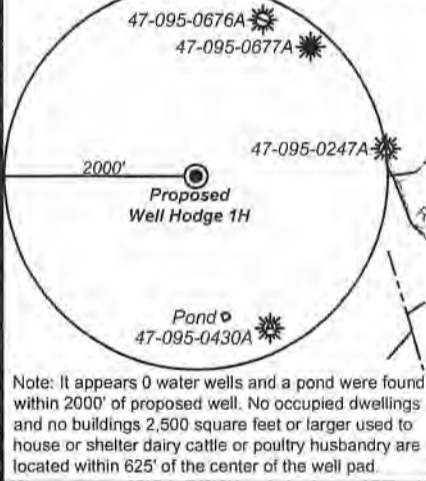 47-095-0676A
47-095-0677A
47-095-0247A
2000'
Proposed
Well Hodge 1H
Pond
47-095-0430A
Note: It appears 0 water wells and a pond were found
within 2000' of proposed well. No occupied dwellings
and no buildings 2,500 square feet or larger used to
house or shelter dairy cattle or poultry husbandry are
located within 625' of the center of the well pad.